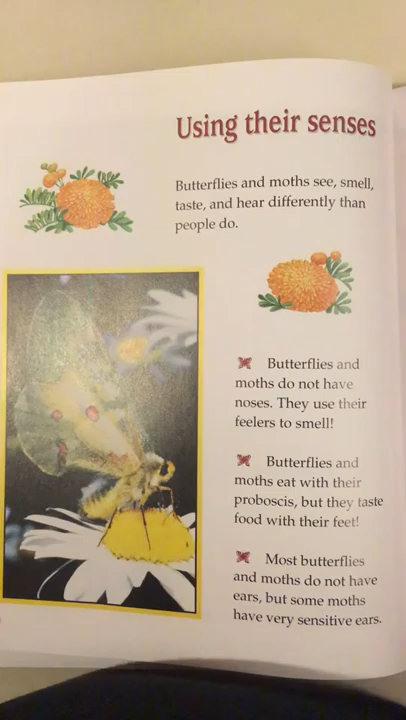 Using their senses
Butterflies and moths see, smell,
taste, and hear differently than
people do.
Butterflies and
moths do not have
noses. They use their
feelers to smell!
Butterflies and
moths eat with their
proboscis, but they taste
food with their feet!
Most butterflies
and moths do not have
ears, but some moths
have very sensitive ears.